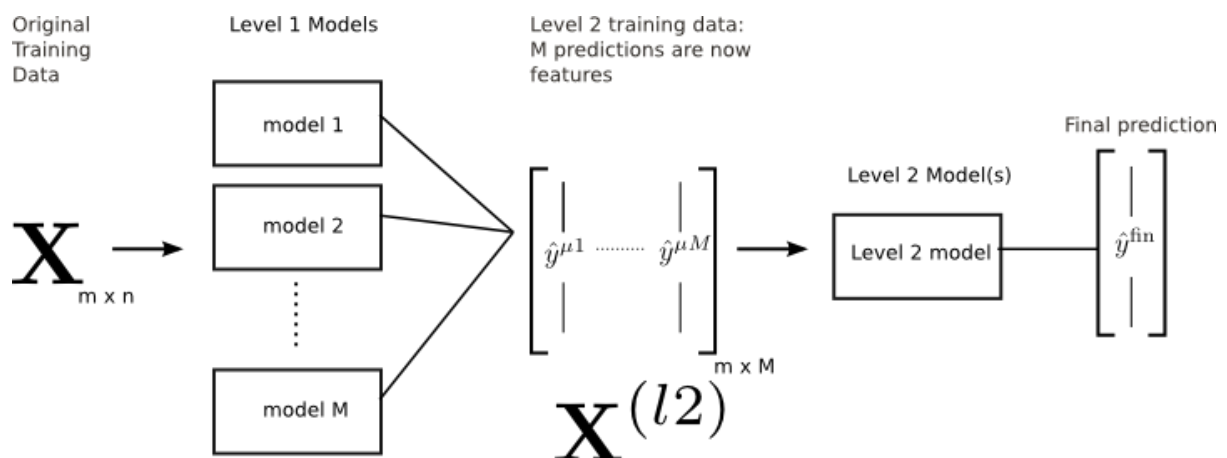 Original
Training
Data
Level 1 Models
Level 2 training data:
M predictions are now
features
model 1
model 2
model M
X
m x n
ŷ^{μ1} ......... ŷ^{μM}
m x M
X^{(l2)}
Level 2 Model(s)
Level 2 model
Final prediction
ŷ^{fin}